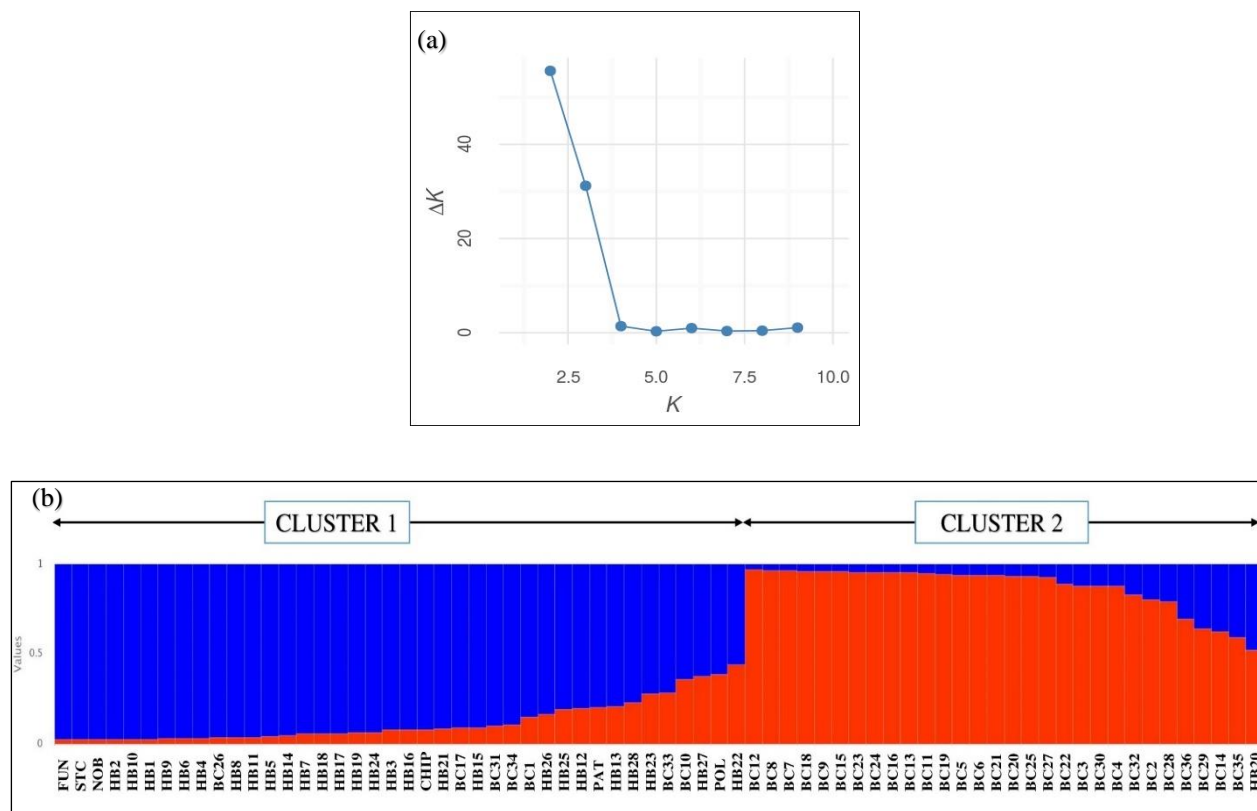 (a)
40
20
0
ΔK
2.5 5.0 7.5 10.0
K
(b)
CLUSTER 1 CLUSTER 2
1
0.5
0
Values
FUN STC NOB HB2 HB10 HB1 HB9 HB6 HB4 BC26 HB8 HB11 HB5 HB14 HB7 HB18 HB17 HB19 HB24 HB3 HB16 CHIP HB21 BC17 HB15 BC31 BC34 BC1 HB26 HB25 HB12 PAT HB13 HB28 HB23 BC33 BC10 HB27 POL HB22 BC12 BC8 BC7 BC18 BC9 BC15 BC23 BC24 BC16 BC13 BC11 BC19 BC5 BC6 BC21 BC20 BC25 BC27 BC22 BC3 BC30 BC4 BC32 BC2 BC28 BC36 BC29 BC14 BC35 HB20